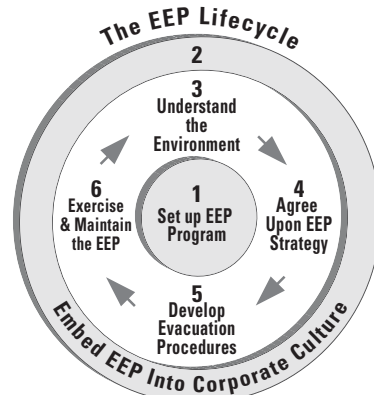 The EEP Lifecycle
2
3
Understand
the
Environment
6
Exercise
& Maintain
the EEP
1
Set up EEP
Program
4
Agree
Upon EEP
Strategy
5
Develop
Evacuation
Procedures
Embed EEP Into Corporate Culture